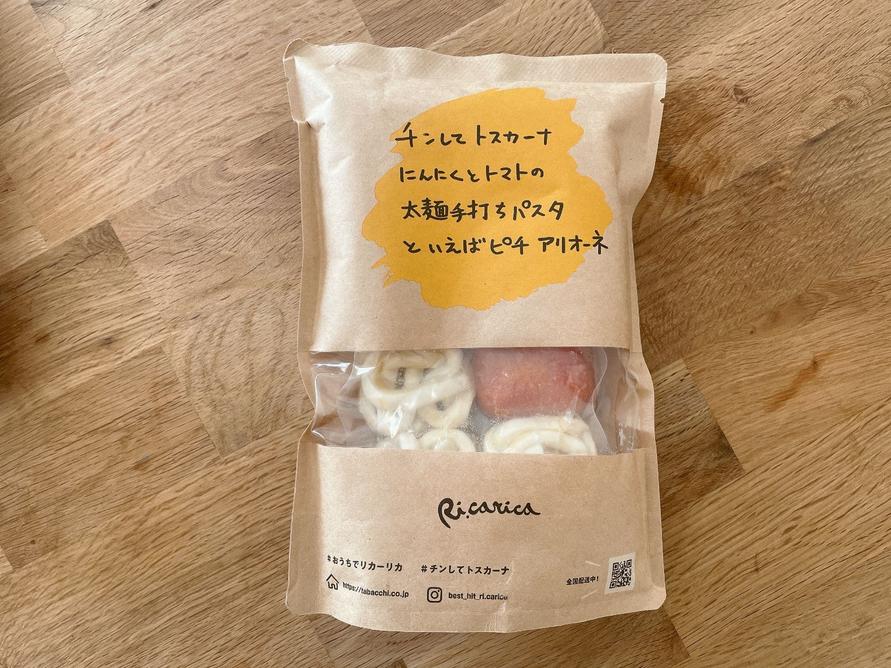 チンして トスカーナ
にんにくとトマトの
太麺手打ちパスタ
といえばピチ アリオーネ
Ri.carica
#おうちでリカーリカ #チンしてトスカーナ
https://tabacchi.co.jp best_hit_ri.carica 全国配送中!